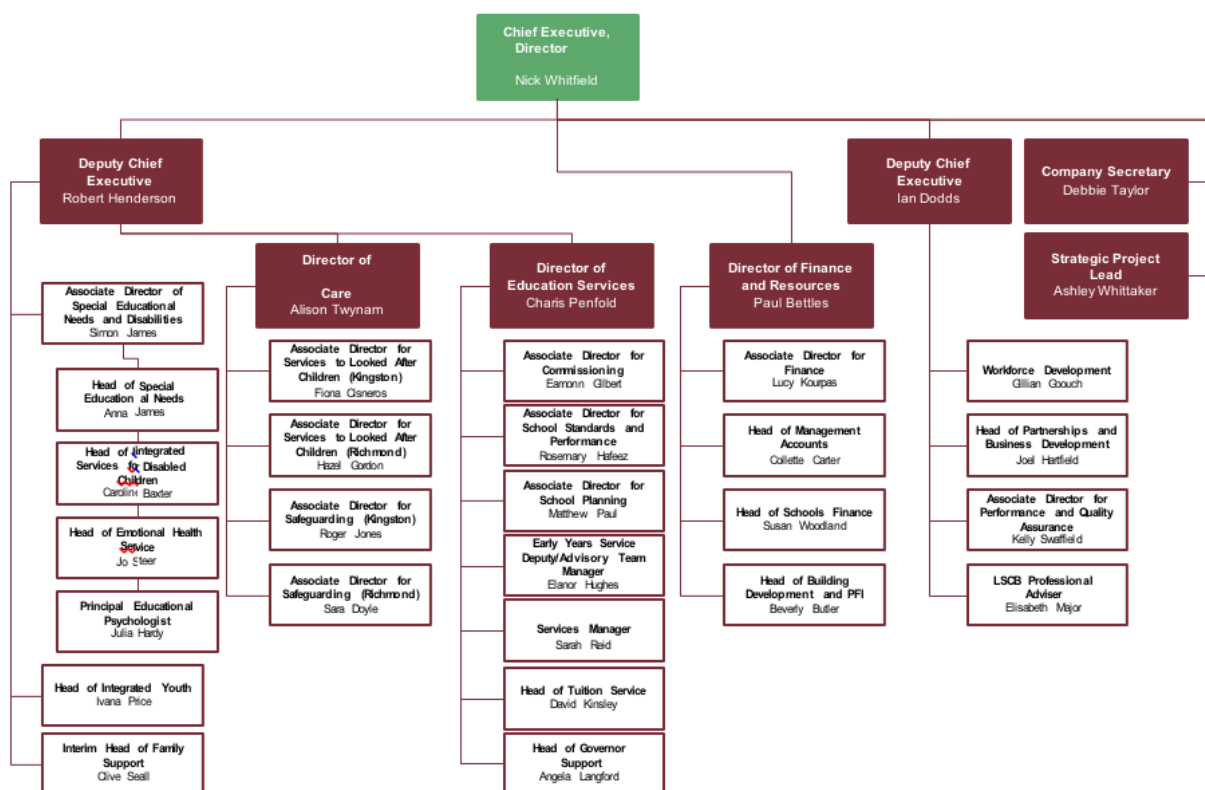 Chief Executive,
Director
Nick Whitfield
Deputy Chief
Executive
Robert Henderson
Deputy Chief
Executive
Ian Dodds
Company Secretary
Debbie Taylor
Strategic Project
Lead
Ashley Whittaker
Director of
Care
Alison Twynam
Director of
Education Services
Charis Penfold
Director of Finance
and Resources
Paul Bettles
Associate Director of
Special Educational
Needs and Disabilities
Simon James
Head of Special
Education al Needs
Anna James
Head of Integrated
Services for Disabled
Children
Caroline Baxter
Head of Emotional Health
Service
Jo Steer
Principal Educational
Psychologist
Julia Hardy
Head of Integrated Youth
Ivana Price
Interim Head of Family
Support
Clive Seall
Associate Director for
Services to Looked After
Children (Kingston)
Fiona Cisneros
Associate Director for
Services to Looked After
Children (Richmond)
Hazel Gordon
Associate Director for
Safeguarding (Kingston)
Roger Jones
Associate Director for
Safeguarding (Richmond)
Sara Doyle
Associate Director for
Commissioning
Eamonn Gilbert
Associate Director for
School Standards and
Performance
Rosemary Hafeez
Associate Director for
School Planning
Matthew Paul
Early Years Service
Deputy/Advisory Team
Manager
Elanor Hughes
Services Manager
Sarah Reid
Head of Tuition Service
David Kinsley
Head of Governor
Support
Angela Langford
Associate Director for
Finance
Lucy Kourpas
Head of Management
Accounts
Collette Carter
Head of Schools Finance
Susan Woodland
Head of Building
Development and PFI
Beverly Butler
Workforce Development
Gillian Goouch
Head of Partnerships and
Business Development
Joel Hartfield
Associate Director for
Performance and Quality
Assurance
Kelly Swaffield
LSCB Professional
Adviser
Elisabeth Major